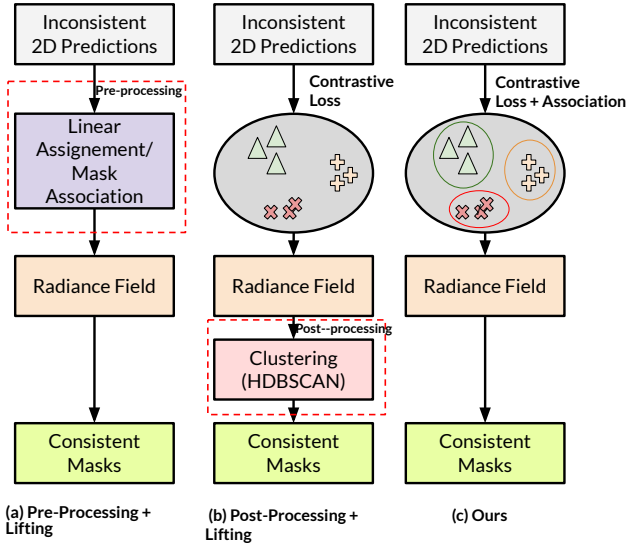 Inconsistent
2D Predictions
Pre-processing
Linear
Assignement/
Mask
Association
Radiance Field
Consistent
Masks
(a) Pre-Processing +
Lifting
Inconsistent
2D Predictions
Contrastive
Loss
Radiance Field
Post--processing
Clustering
(HDBSCAN)
Consistent
Masks
(b) Post-Processing +
Lifting
Inconsistent
2D Predictions
Contrastive
Loss + Association
Radiance Field
Consistent
Masks
(c) Ours